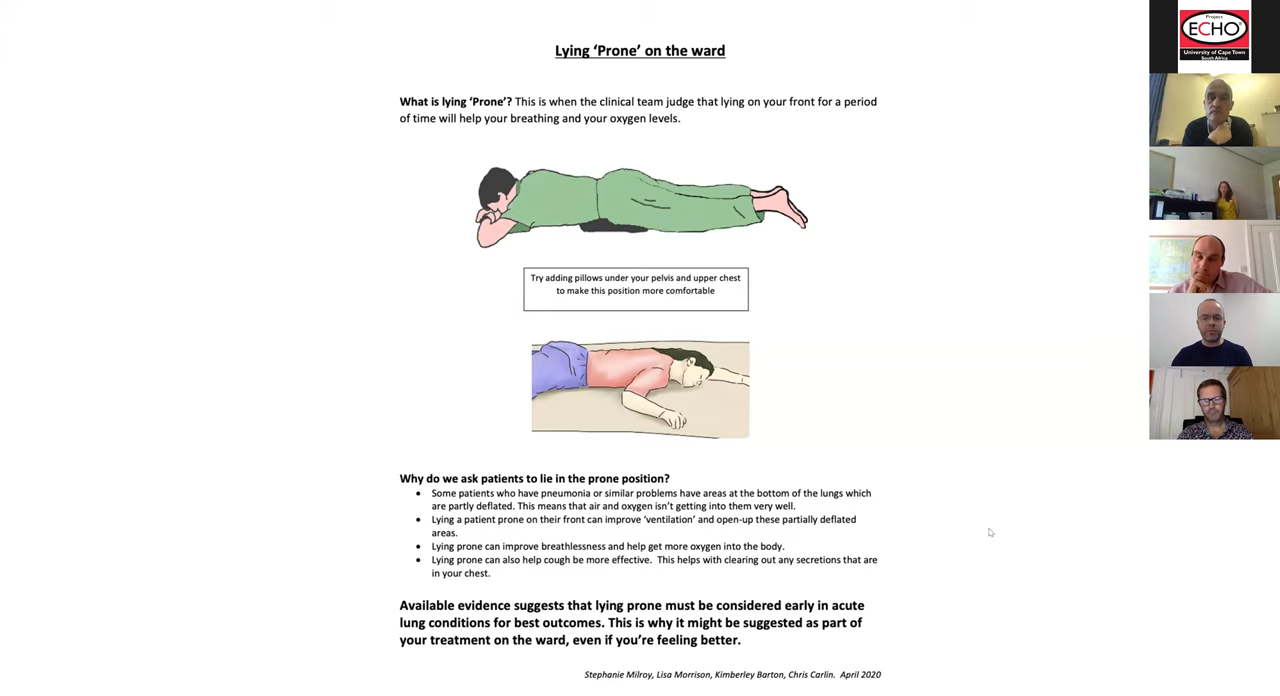 Lying ‘Prone’ on the ward
What is lying ‘Prone’? This is when the clinical team judge that lying on your front for a period
of time will help your breathing and your oxygen levels.
Try adding pillows under your pelvis and upper chest
to make this position more comfortable
Why do we ask patients to lie in the prone position?
• Some patients who have pneumonia or similar problems have areas at the bottom of the lungs which
are partly deflated. This means that air and oxygen isn’t getting into them very well.
• Lying a patient prone on their front can improve ‘ventilation’ and open-up these partially deflated
areas.
• Lying prone can improve breathlessness and help get more oxygen into the body.
• Lying prone can also help cough be more effective. This helps with clearing out any secretions that are
in your chest.
Available evidence suggests that lying prone must be considered early in acute
lung conditions for best outcomes. This is why it might be suggested as part of
your treatment on the ward, even if you’re feeling better.
Stephanie Milroy, Lisa Morrison, Kimberley Barton, Chris Carlin. April 2020
Project
ECHO®
University of Cape Town
South Africa